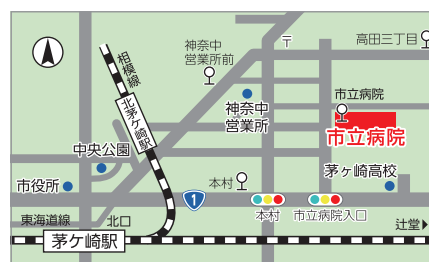 神奈中
営業所前
〒
高田三丁目
相模線
北茅ケ崎駅
市立病院
神奈中
営業所
市立病院
中央公園
市役所
本村
茅ヶ崎高校
1
本村
市立病院入口
東海道線
北口
茅ケ崎駅
辻堂